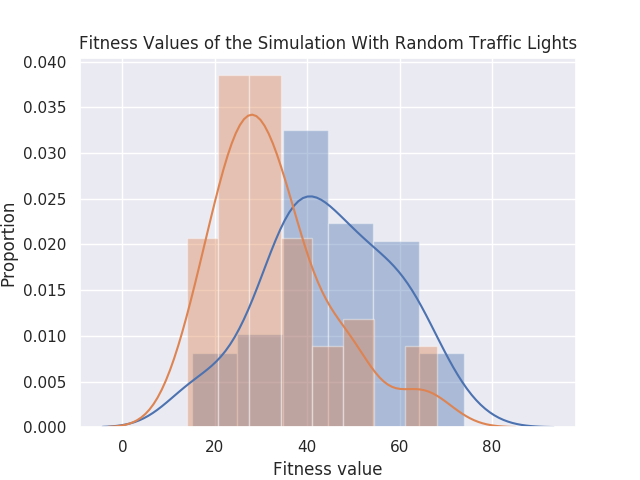 Fitness Values of the Simulation With Random Traffic Lights
0.040
0.035
0.030
0.025
0.020
0.015
0.010
0.005
0.000
Proportion
0 20 40 60 80
Fitness value